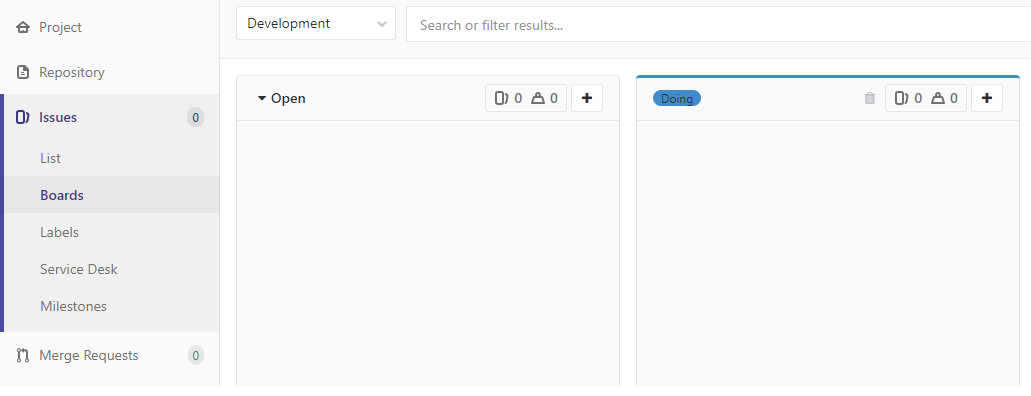 Project
Repository
Issues 0
List
Boards
Labels
Service Desk
Milestones
Merge Requests 0
Development
Search or filter results...
Open 0 0 +
Doing 0 0 +